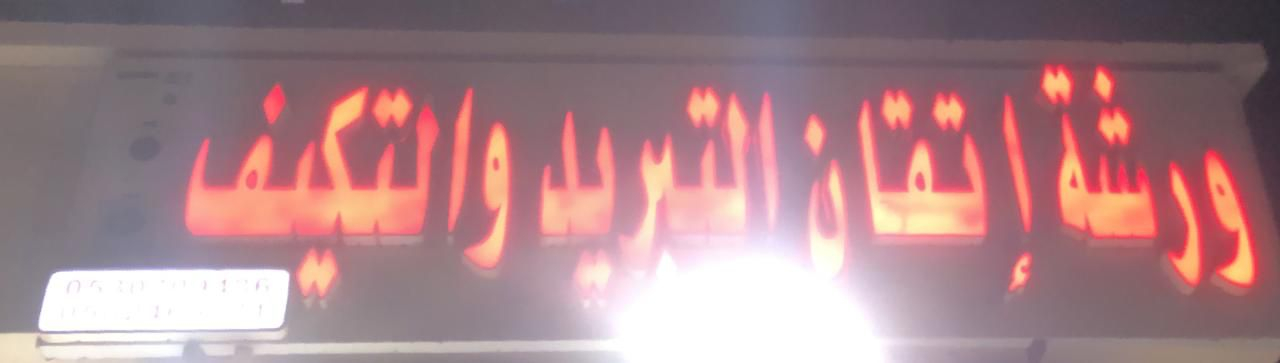 ورشة إتقان التبريد والتكيف